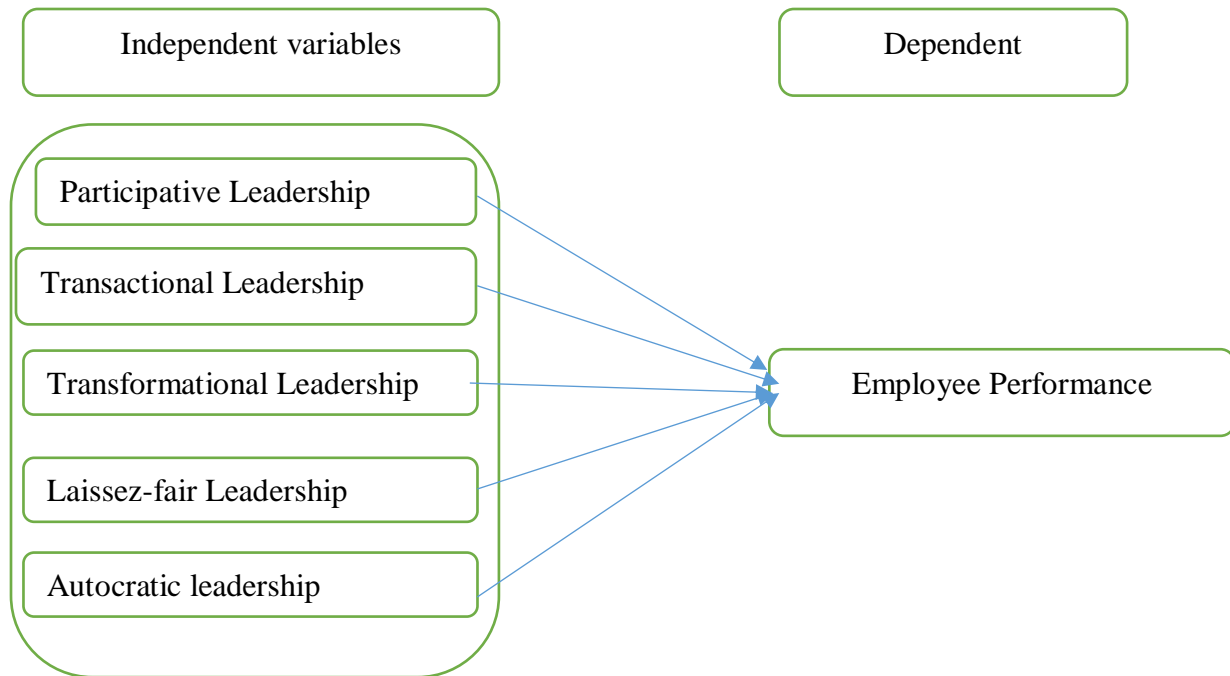 Independent variables
Dependent
Participative Leadership
Transactional Leadership
Transformational Leadership
Employee Performance
Laissez-fair Leadership
Autocratic leadership